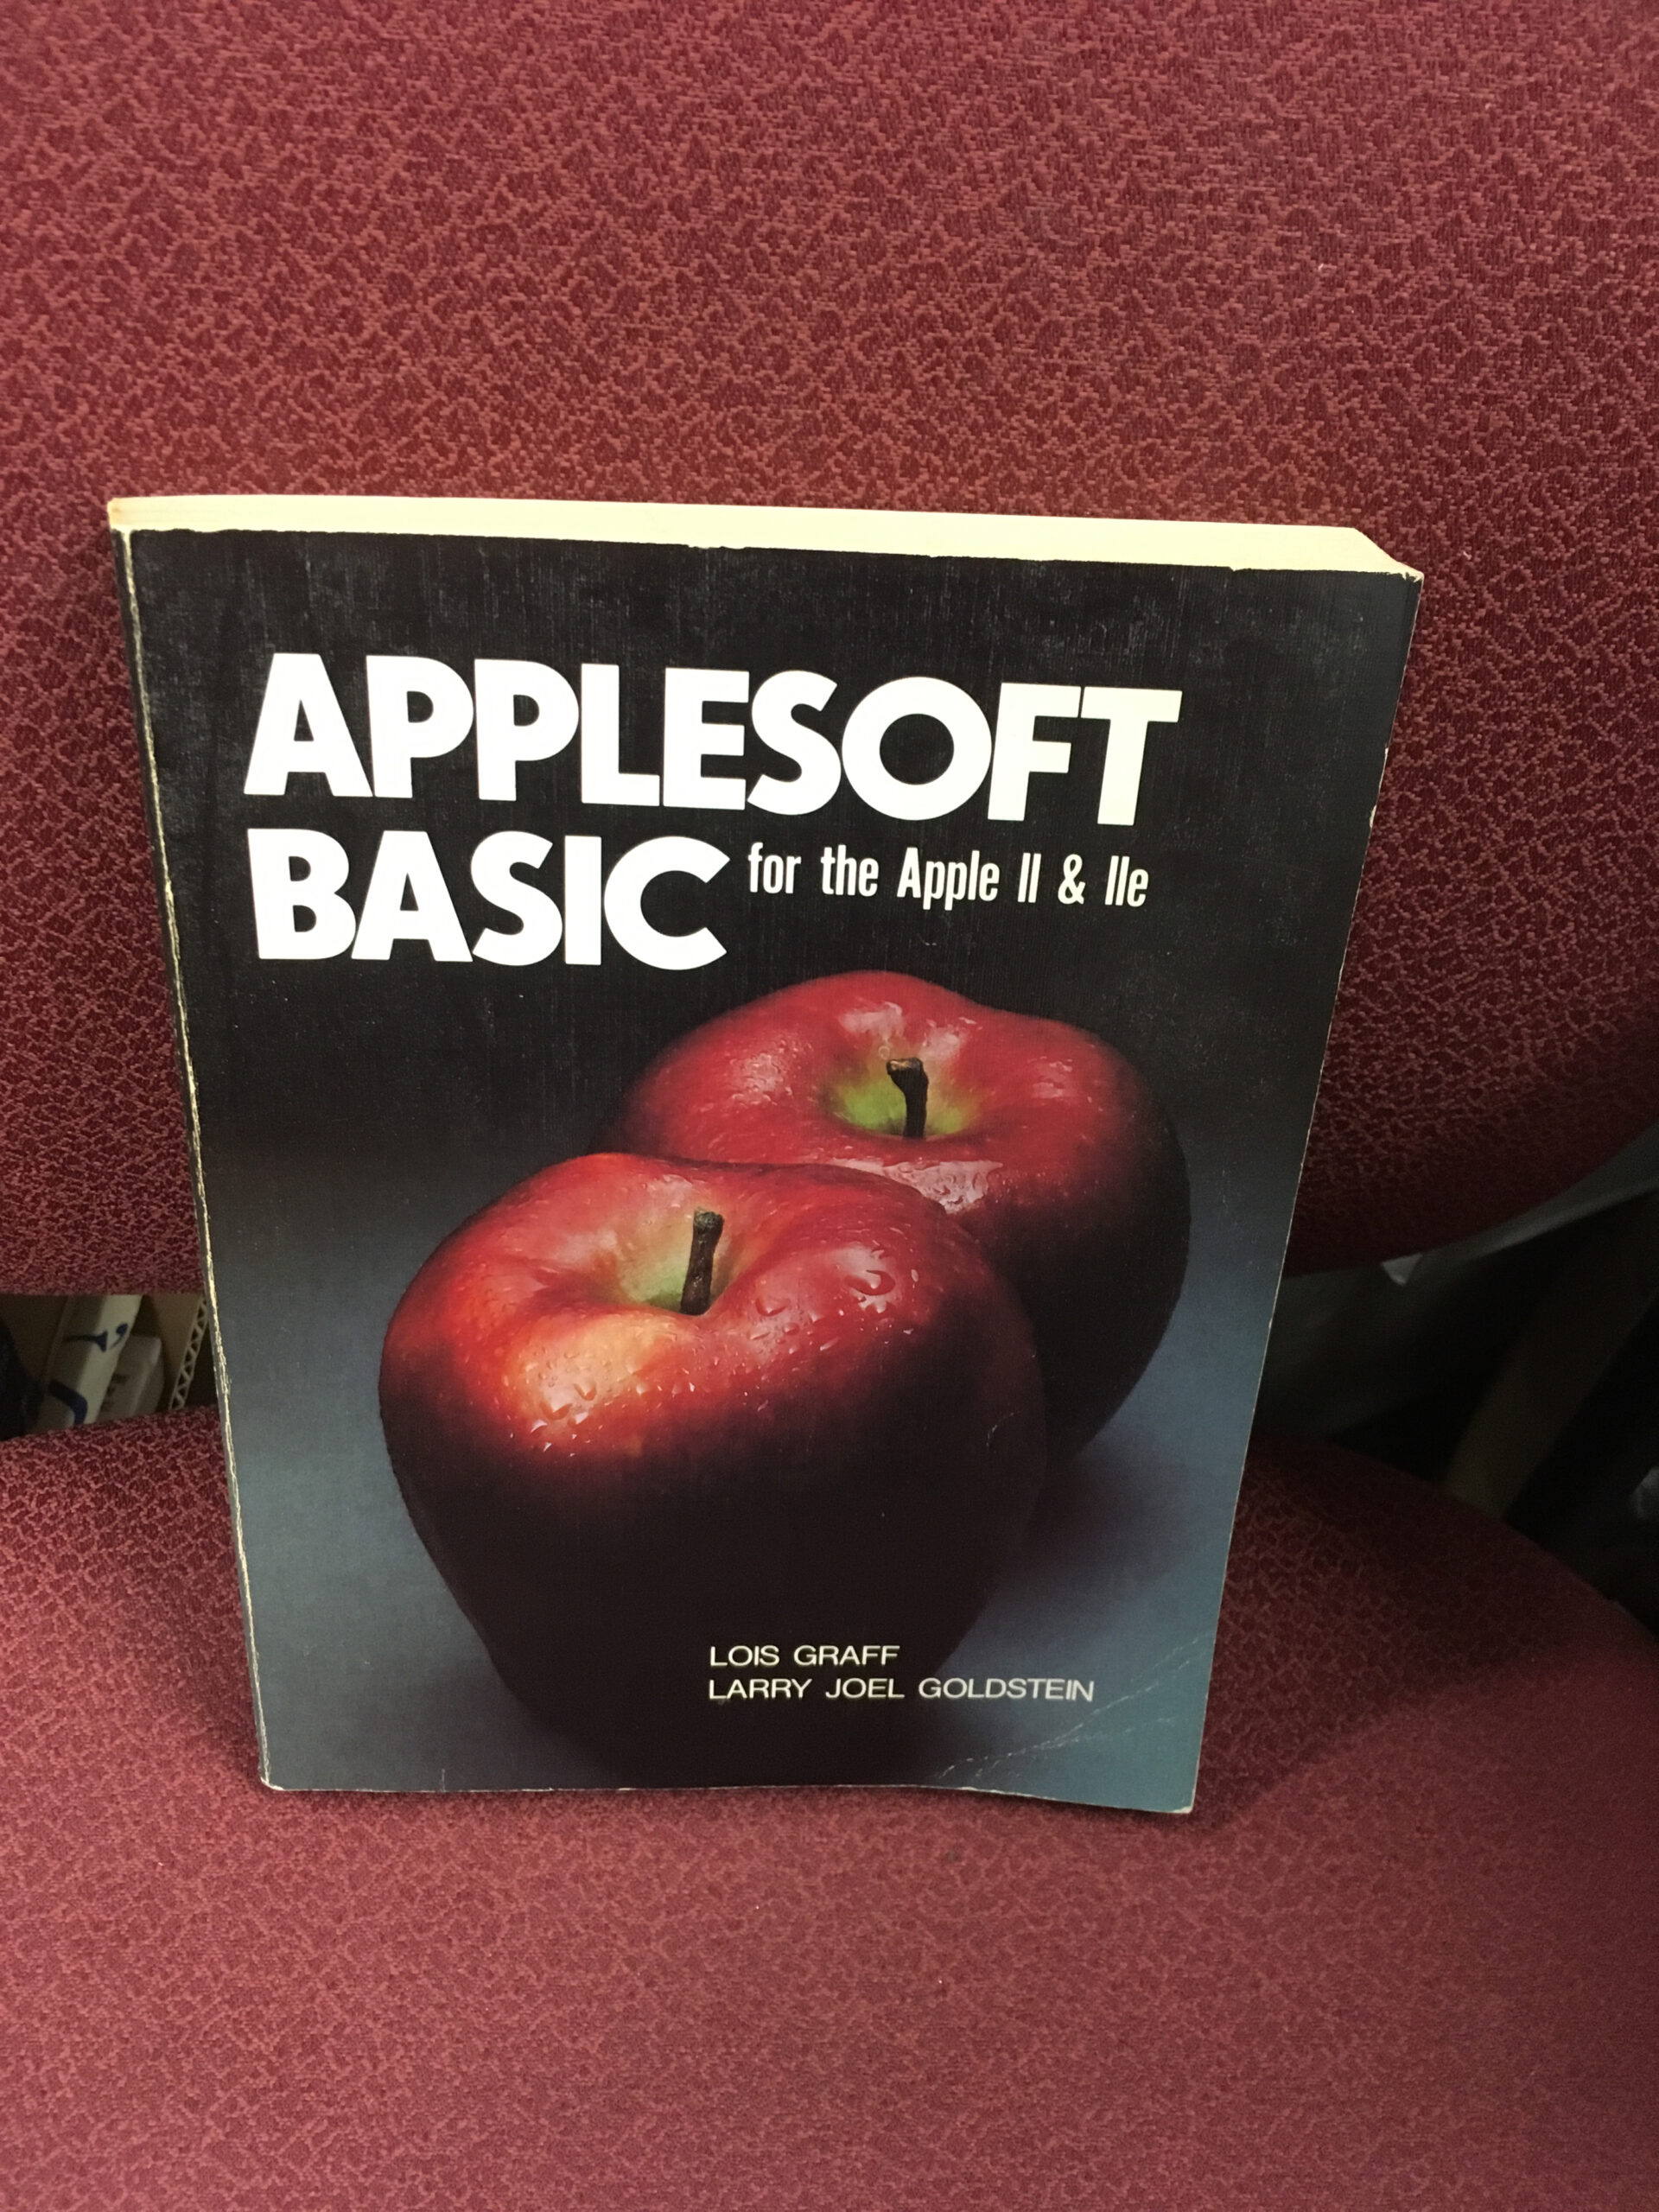 APPLESOFT
BASIC for the Apple II & IIe
LOIS GRAFF
LARRY JOEL GOLDSTEIN